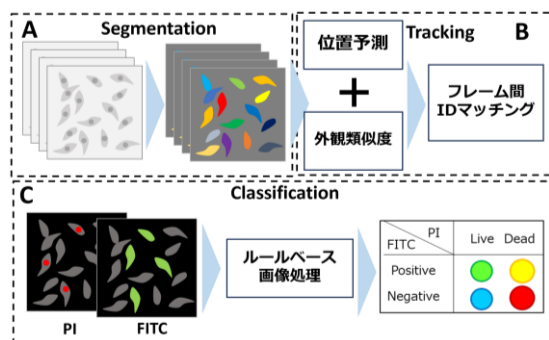 A
Segmentation
位置予測
Tracking
B
+
外観類似度
フレーム間
IDマッチング
C
Classification
PI
FITC
ルールベース
画像処理
PI
FITC
Live
Dead
Positive
Negative